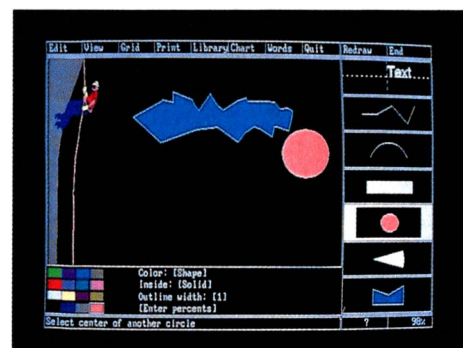 Edit View Grid Print Library Chart Words Quit Redraw End
Text
Color: [Shape]
Inside: [Solid]
Outline width: [1]
[Enter percents]
Select center of another circle ? 98%